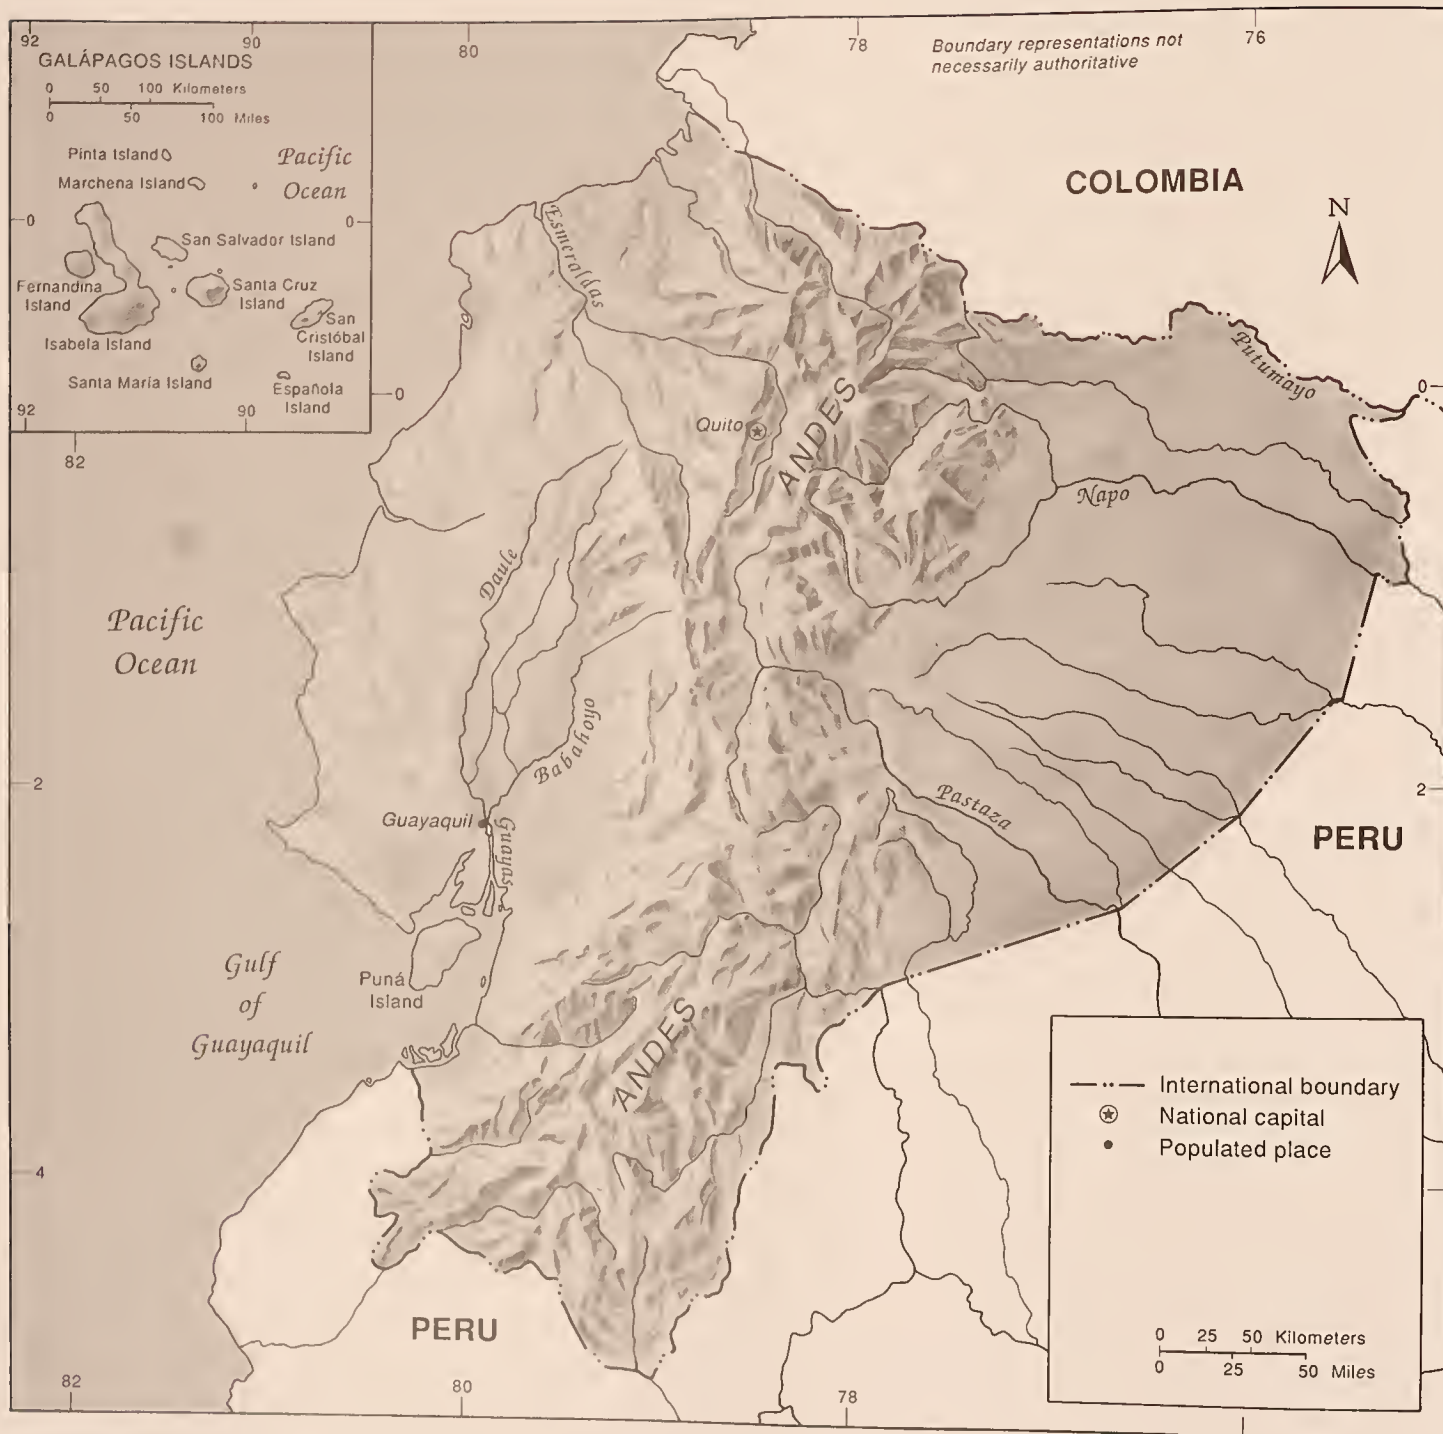 92
90
80
78
76
GALÁPAGOS ISLANDS
0 50 100 Kilometers
0 50 100 Miles
Pinta Island
Marchena Island
Pacific
Ocean
0
0
San Salvador Island
Fernandina
Island
Santa Cruz
Island
San
Cristóbal
Island
Isabela Island
Santa María Island
Española
Island
92
90
82
Boundary representations not
necessarily authoritative
COLOMBIA
N
Esmeraldas
Putumayo
0
0
Quito
ANDES
Napo
Daule
Pacific
Ocean
Babahoyo
2
Pastaza
2
Guayaquil
Guayas
PERU
Gulf
of
Guayaquil
Puná
Island
ANDES
4
PERU
International boundary
National capital
Populated place
0 25 50 Kilometers
0 25 50 Miles
82
80
78